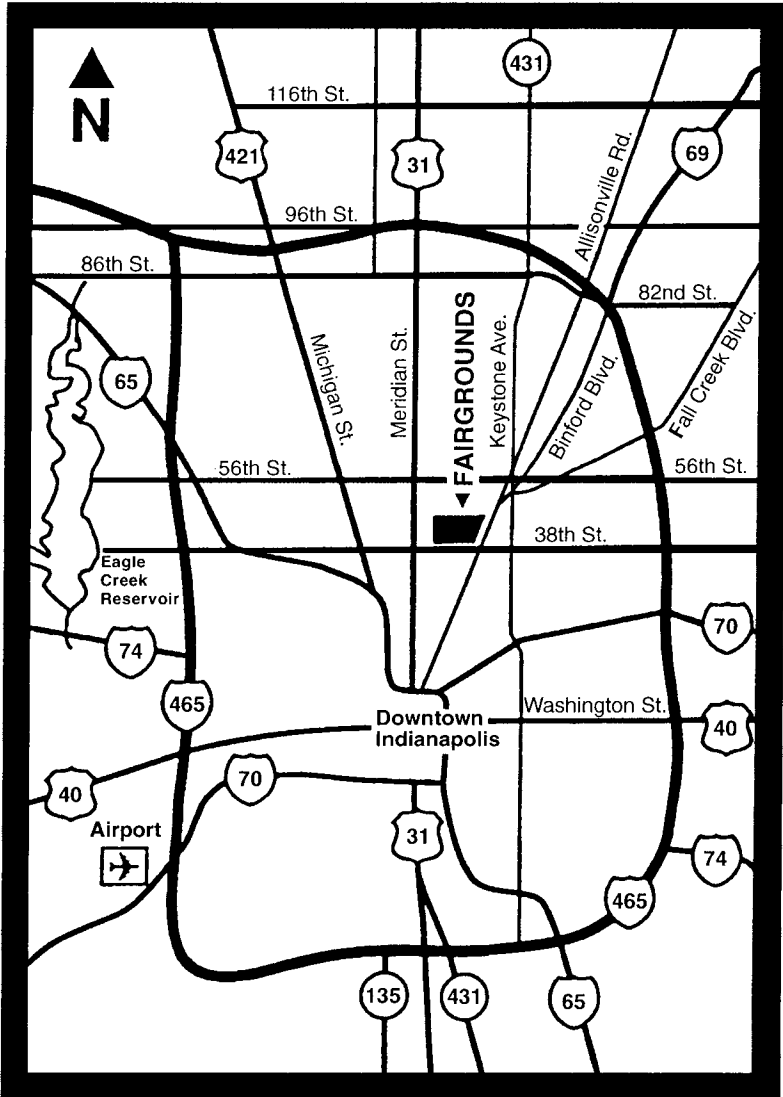 431
116th St.
N
421
31
69
Allisonville Rd.
96th St.
86th St.
82nd St.
FAIRGROUNDS
Keystone Ave.
Meridian St.
Michigan St.
Binford Blvd.
Fall Creek Blvd.
65
56th St.
56th St.
38th St.
Eagle
Creek
Reservoir
74
70
465
Washington St.
Downtown
Indianapolis
40
40
70
Airport
31
74
465
135
431
65